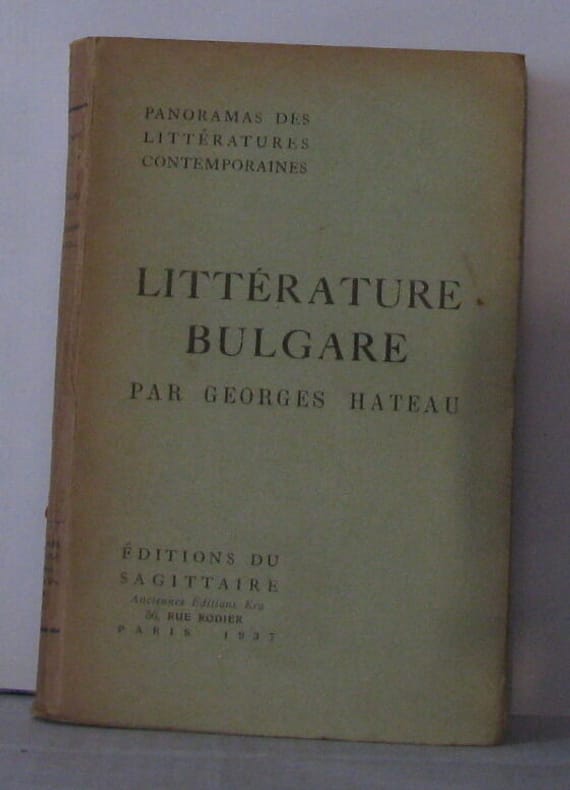 PANORAMAS DES
LITTÉRATURES
CONTEMPORAINES
LITTÉRATURE
BULGARE
PAR GEORGES HATEAU
ÉDITIONS DU
SAGITTAIRE
Anciennes Éditions Kra
56, RUE RODIER
PARIS 1937